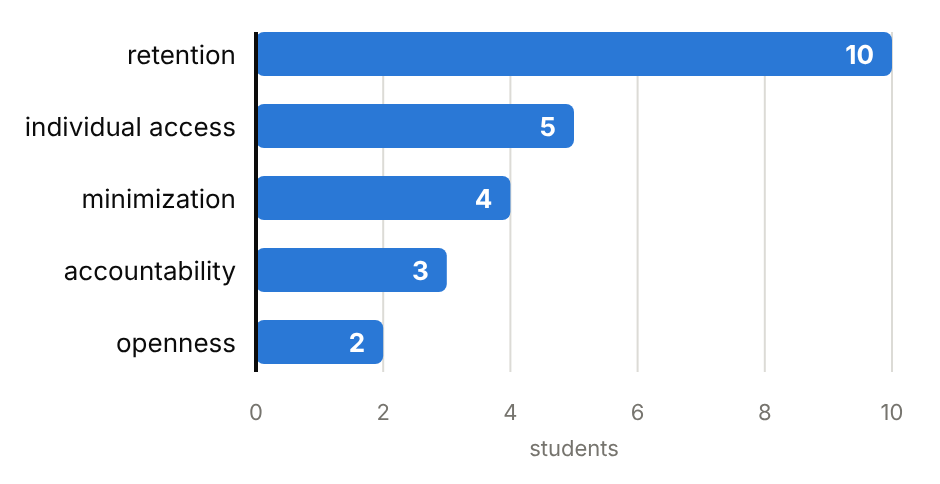 retention 10
individual access 5
minimization 4
accountability 3
openness 2
0 2 4 6 8 10
students